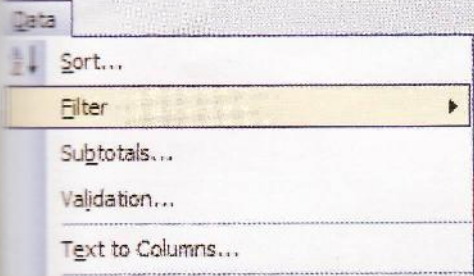 Data
Sort...
Filter
Subtotals...
Validation...
Text to Columns...